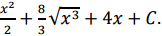 x²/2 + 8/3 √x³ + 4x + C.